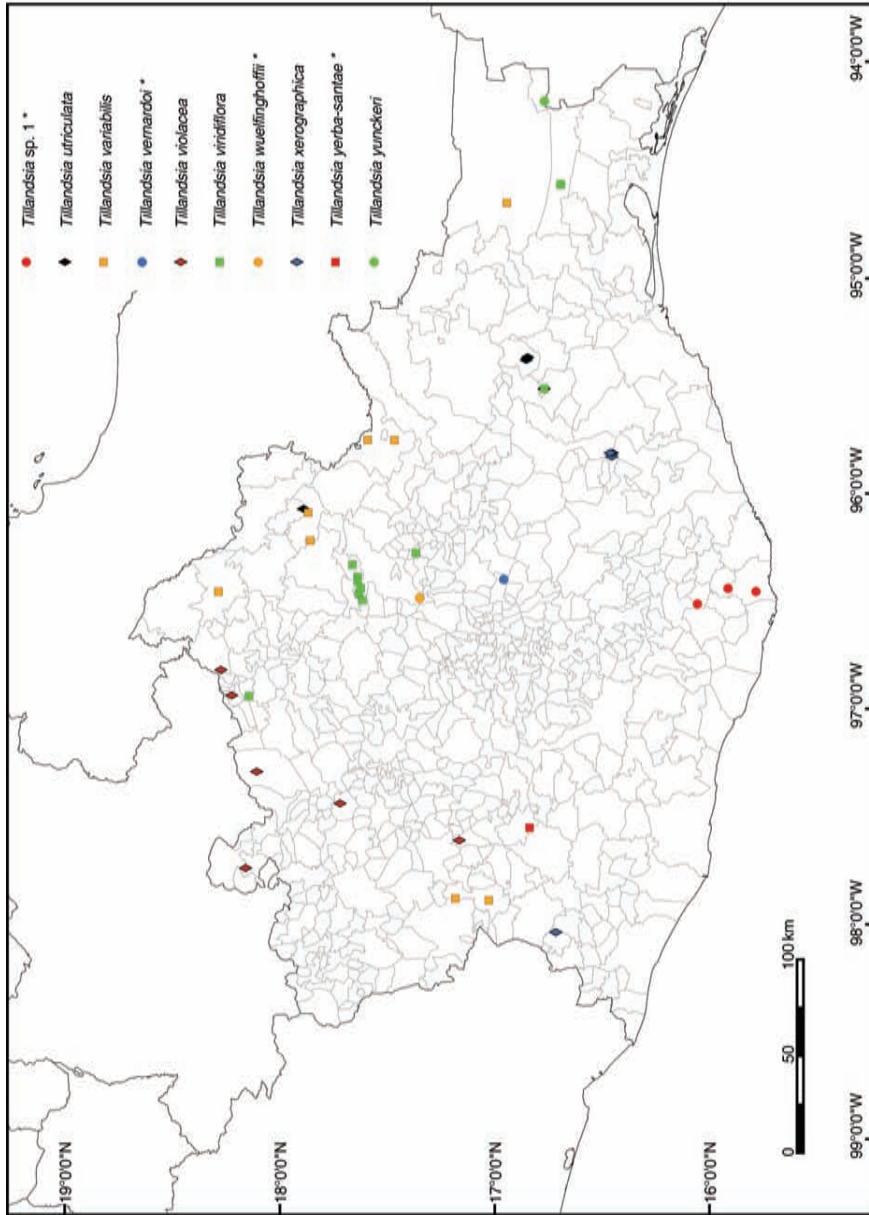 Tillandsia sp. 1 *
Tillandsia utriculata
Tillandsia variabilis
Tillandsia vernardoi *
Tillandsia violacea
Tillandsia viridiflora
Tillandsia wuelfinghoffii *
Tillandsia xerographica
Tillandsia yerba-santae *
Tillandsia yunckeri
19°0'0"N
18°0'0"N
17°0'0"N
16°0'0"N
99°0'0"W
98°0'0"W
97°0'0"W
96°0'0"W
95°0'0"W
94°0'0"W
0 50 100 km